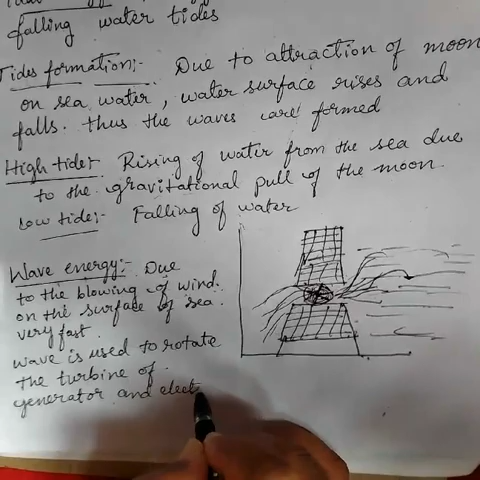 falling water tides
Tides formation:- Due to attraction of moon
on sea water, water surface rises and
falls. Thus the waves are formed
High tide:- Rising of water from the sea due
to the gravitational pull of the moon.
Low tide:- Falling of water
Wave energy:- Due
to the blowing of wind
on the surface of sea.
very fast.
wave is used to rotate
the turbine of
generator and elect